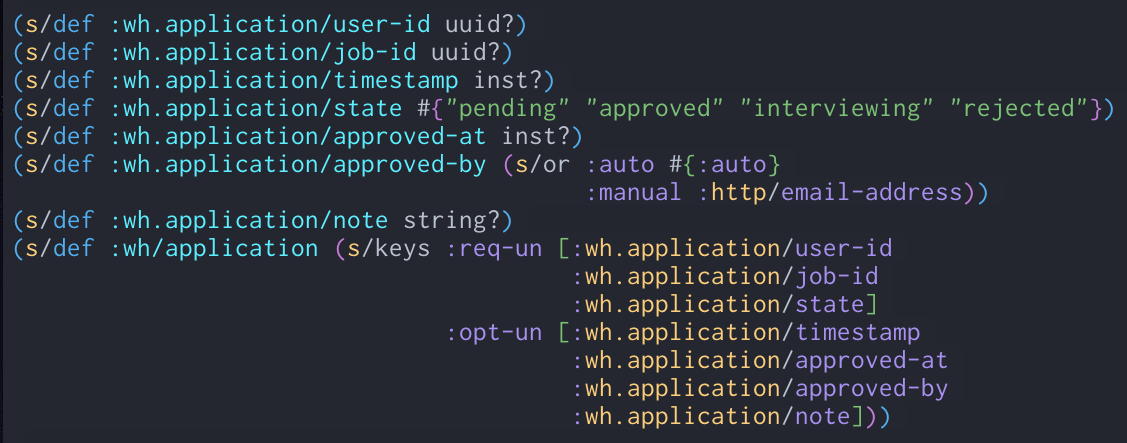 (s/def :wh.application/user-id uuid?)
(s/def :wh.application/job-id uuid?)
(s/def :wh.application/timestamp inst?)
(s/def :wh.application/state #{"pending" "approved" "interviewing" "rejected"})
(s/def :wh.application/approved-at inst?)
(s/def :wh.application/approved-by (s/or :auto #{:auto}
                                         :manual :http/email-address))
(s/def :wh.application/note string?)
(s/def :wh/application (s/keys :req-un [:wh.application/user-id
                                        :wh.application/job-id
                                        :wh.application/state]
                               :opt-un [:wh.application/timestamp
                                        :wh.application/approved-at
                                        :wh.application/approved-by
                                        :wh.application/note]))